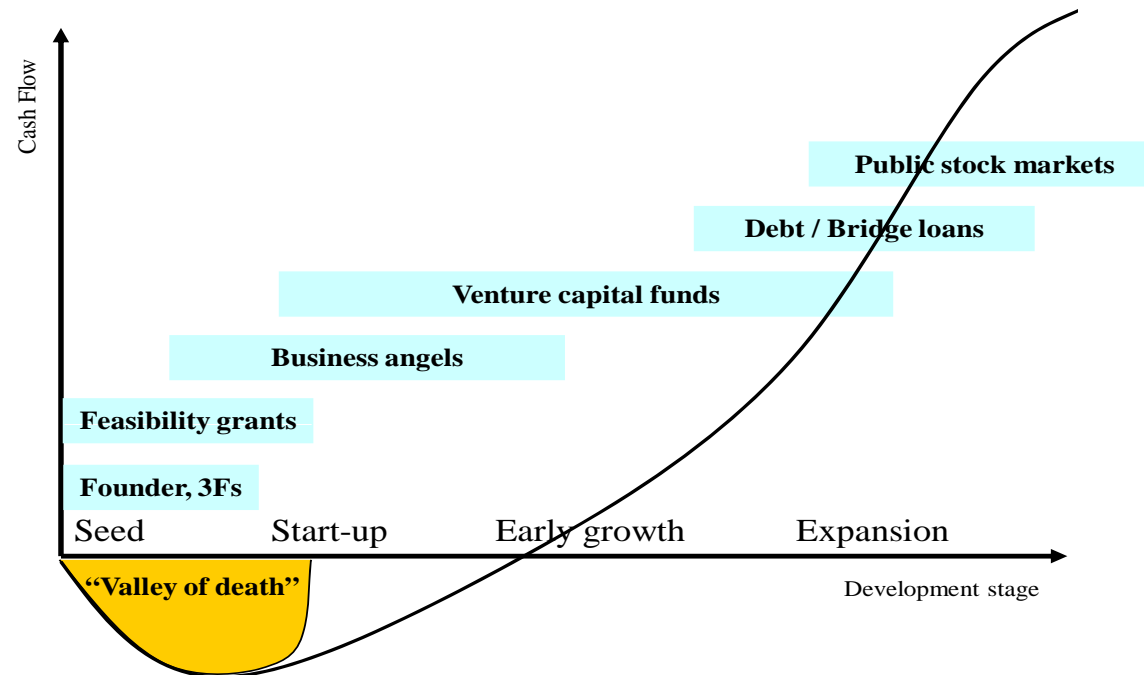 Cash Flow
Public stock markets
Debt / Bridge loans
Venture capital funds
Business angels
Feasibility grants
Founder, 3Fs
Seed Start-up Early growth Expansion
“Valley of death”
Development stage